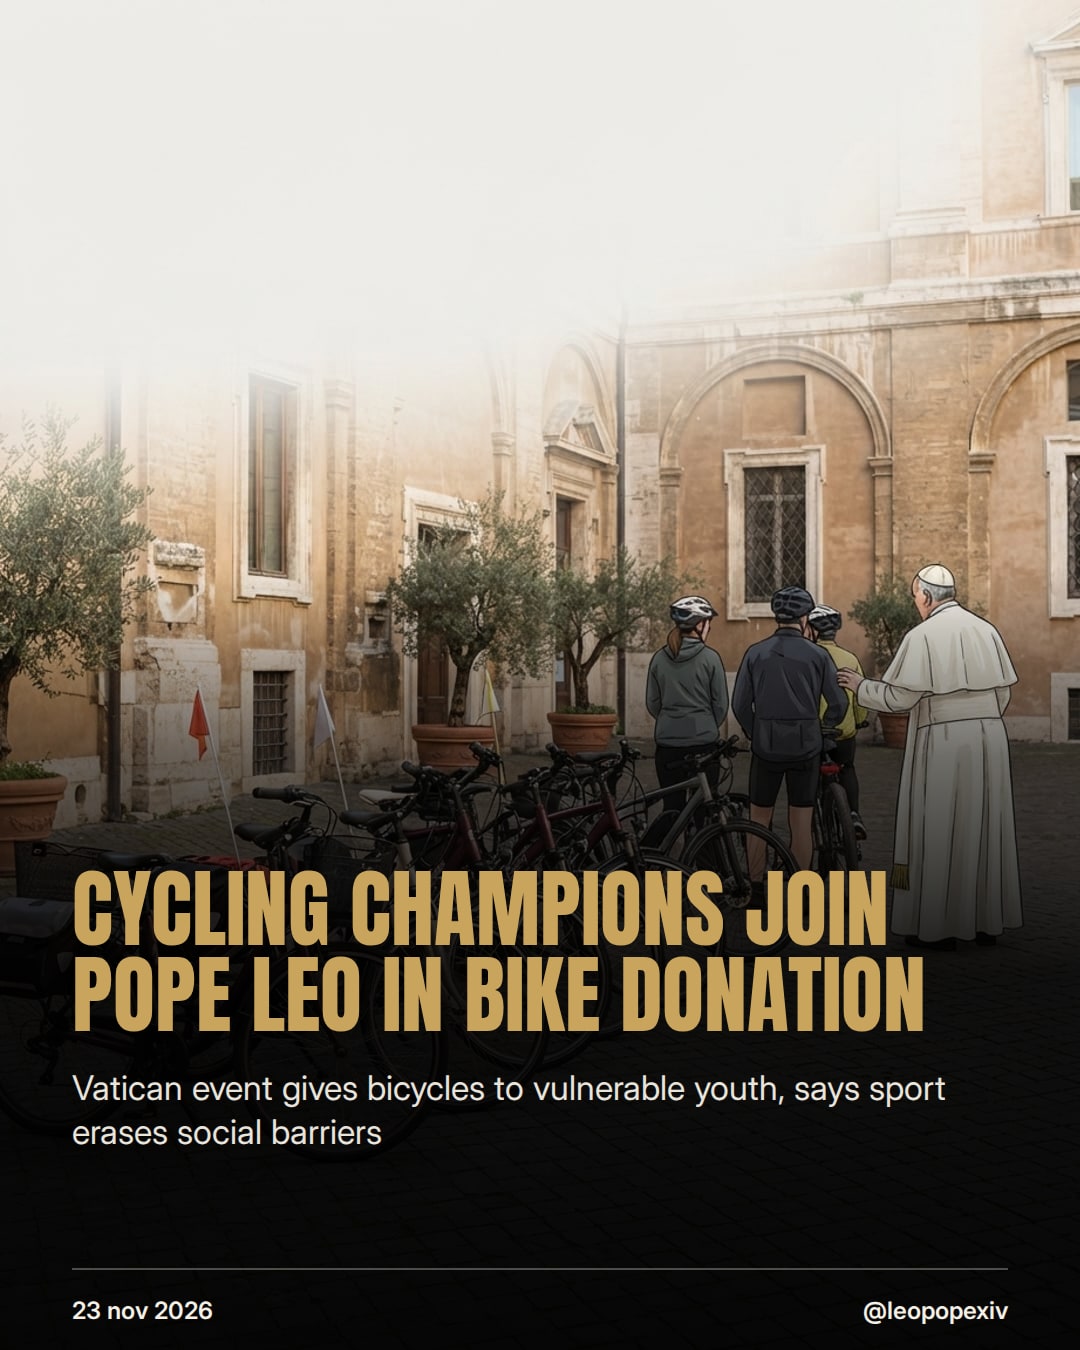 CYCLING CHAMPIONS JOIN
POPE LEO IN BIKE DONATION
Vatican event gives bicycles to vulnerable youth, says sport
erases social barriers
23 nov 2026
@leopopexiv